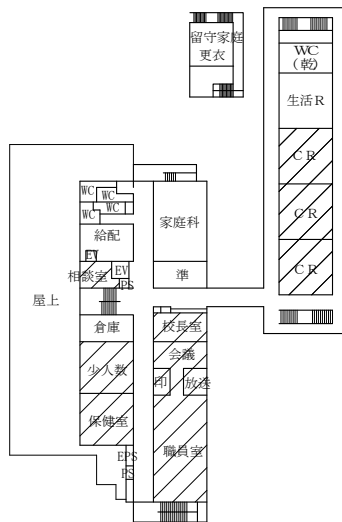 留守家庭
更衣
WC
(乾)
生活R
CR
CR
CR
WC
WC
WC
WC
家庭科
給配
EV
EV
相談室
PS
準
屋上
倉庫
校長室
会議
少人数
印
放送
保健室
職員室
EPS
PS